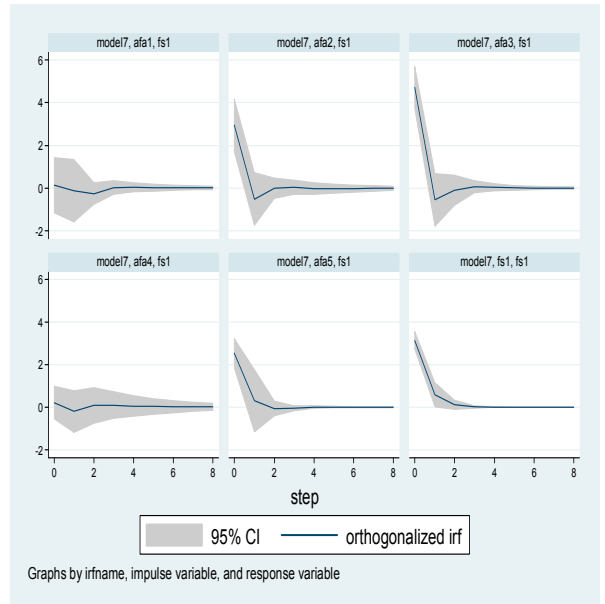 model7, afa1, fs1 model7, afa2, fs1 model7, afa3, fs1
6
4
2
0
-2
model7, afa4, fs1 model7, afa5, fs1 model7, fs1, fs1
6
4
2
0
-2
0 2 4 6 8 0 2 4 6 8 0 2 4 6 8
step
95% CI orthogonalized irf
Graphs by irfname, impulse variable, and response variable